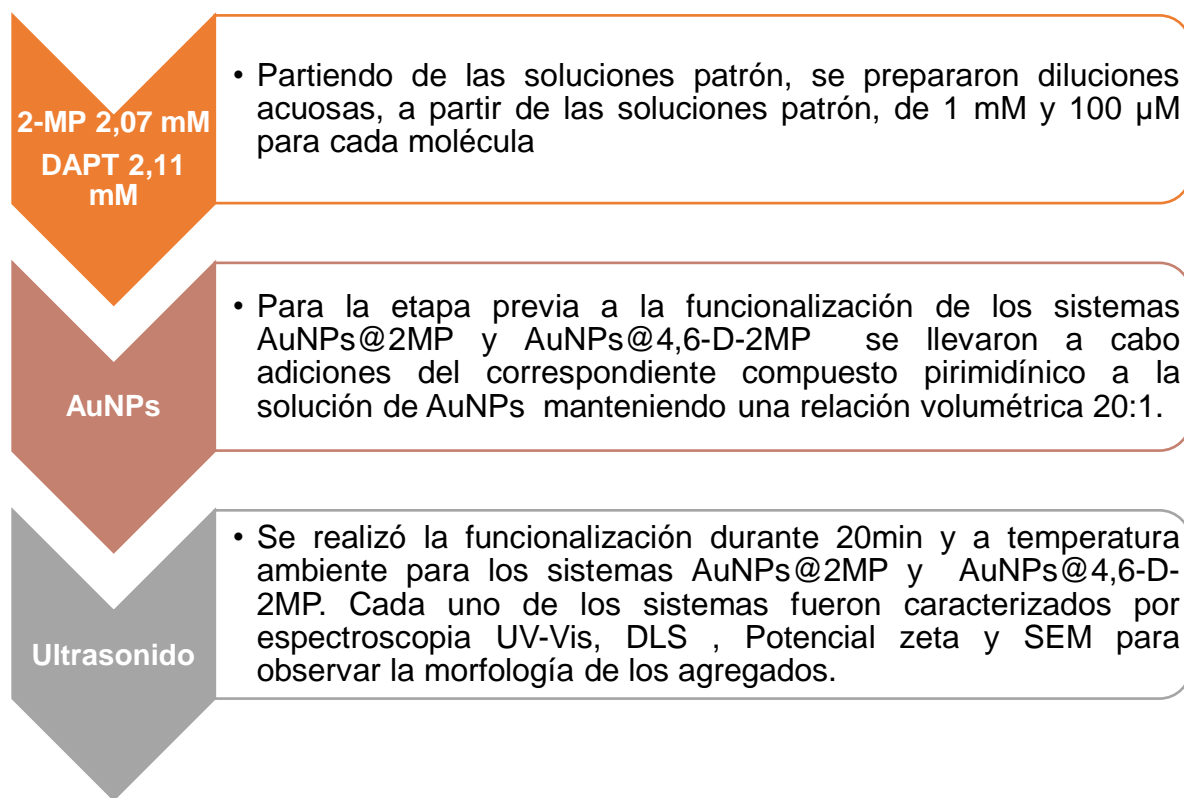 2-MP 2,07 mM
DAPT 2,11
mM
• Partiendo de las soluciones patrón, se prepararon diluciones
acuosas, a partir de las soluciones patrón, de 1 mM y 100 µM
para cada molécula
AuNPs
• Para la etapa previa a la funcionalización de los sistemas
AuNPs@2MP y AuNPs@4,6-D-2MP se llevaron a cabo
adiciones del correspondiente compuesto pirimidínico a la
solución de AuNPs manteniendo una relación volumétrica 20:1.
Ultrasonido
• Se realizó la funcionalización durante 20min y a temperatura
ambiente para los sistemas AuNPs@2MP y AuNPs@4,6-D-
2MP. Cada uno de los sistemas fueron caracterizados por
espectroscopia UV-Vis, DLS , Potencial zeta y SEM para
observar la morfología de los agregados.